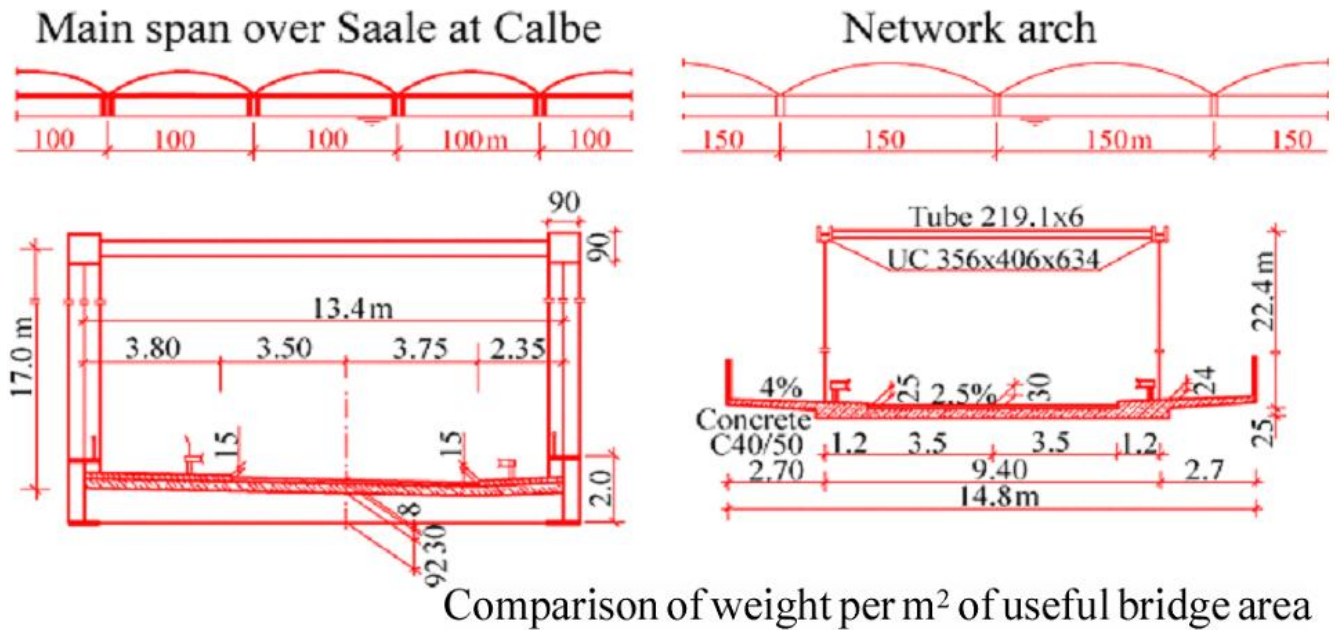 Main span over Saale at Calbe
Network arch
100 100 100 100m 100
150 150 150m 150
90
90
13.4m
3.80 3.50 3.75 2.35
17.0 m
15
15
2.0
8
30
92
Tube 219.1x6
UC 356x406x634
22.4 m
4% 25 2.5% 30 24
Concrete
C40/50
25
1.2 3.5 3.5 1.2
2.70 9.40 2.7
14.8m
Comparison of weight per m² of useful bridge area